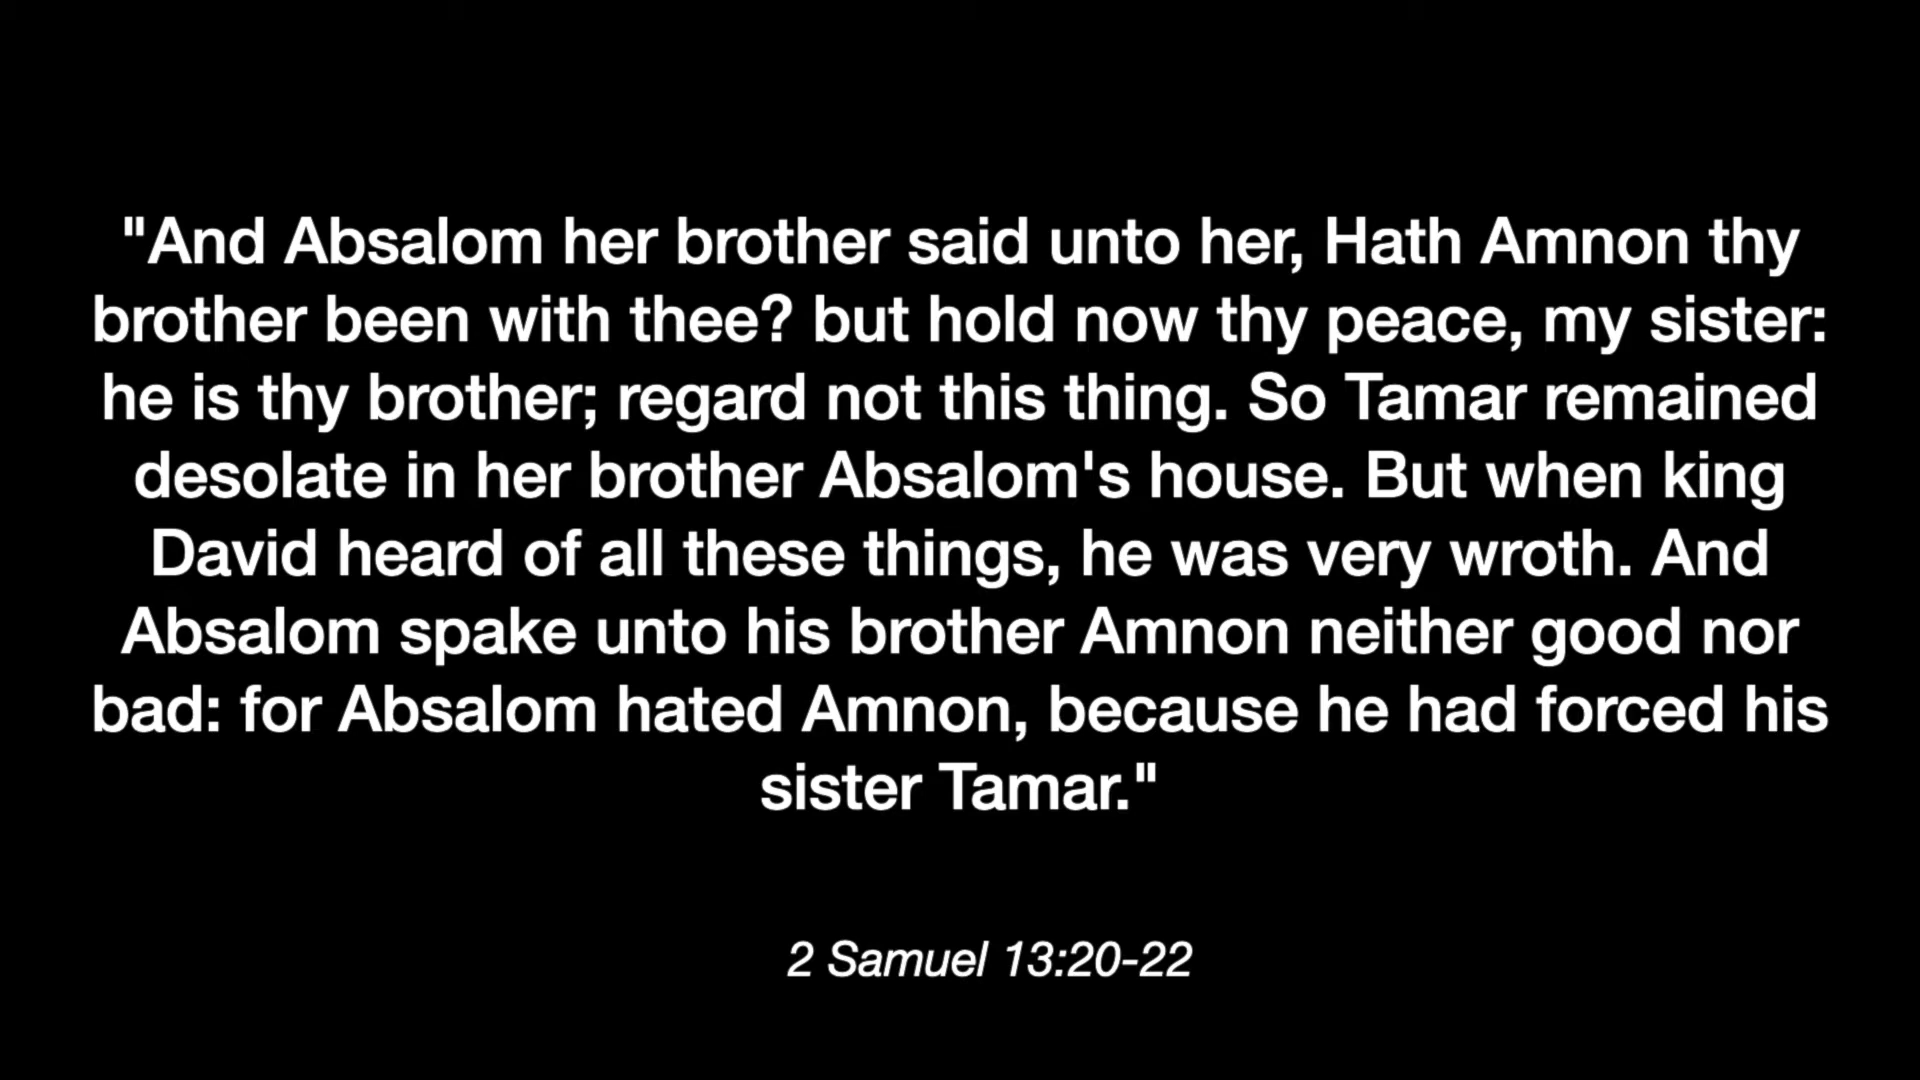 "And Absalom her brother said unto her, Hath Amnon thy
brother been with thee? but hold now thy peace, my sister:
he is thy brother; regard not this thing. So Tamar remained
desolate in her brother Absalom's house. But when king
David heard of all these things, he was very wroth. And
Absalom spake unto his brother Amnon neither good nor
bad: for Absalom hated Amnon, because he had forced his
sister Tamar."
2 Samuel 13:20-22